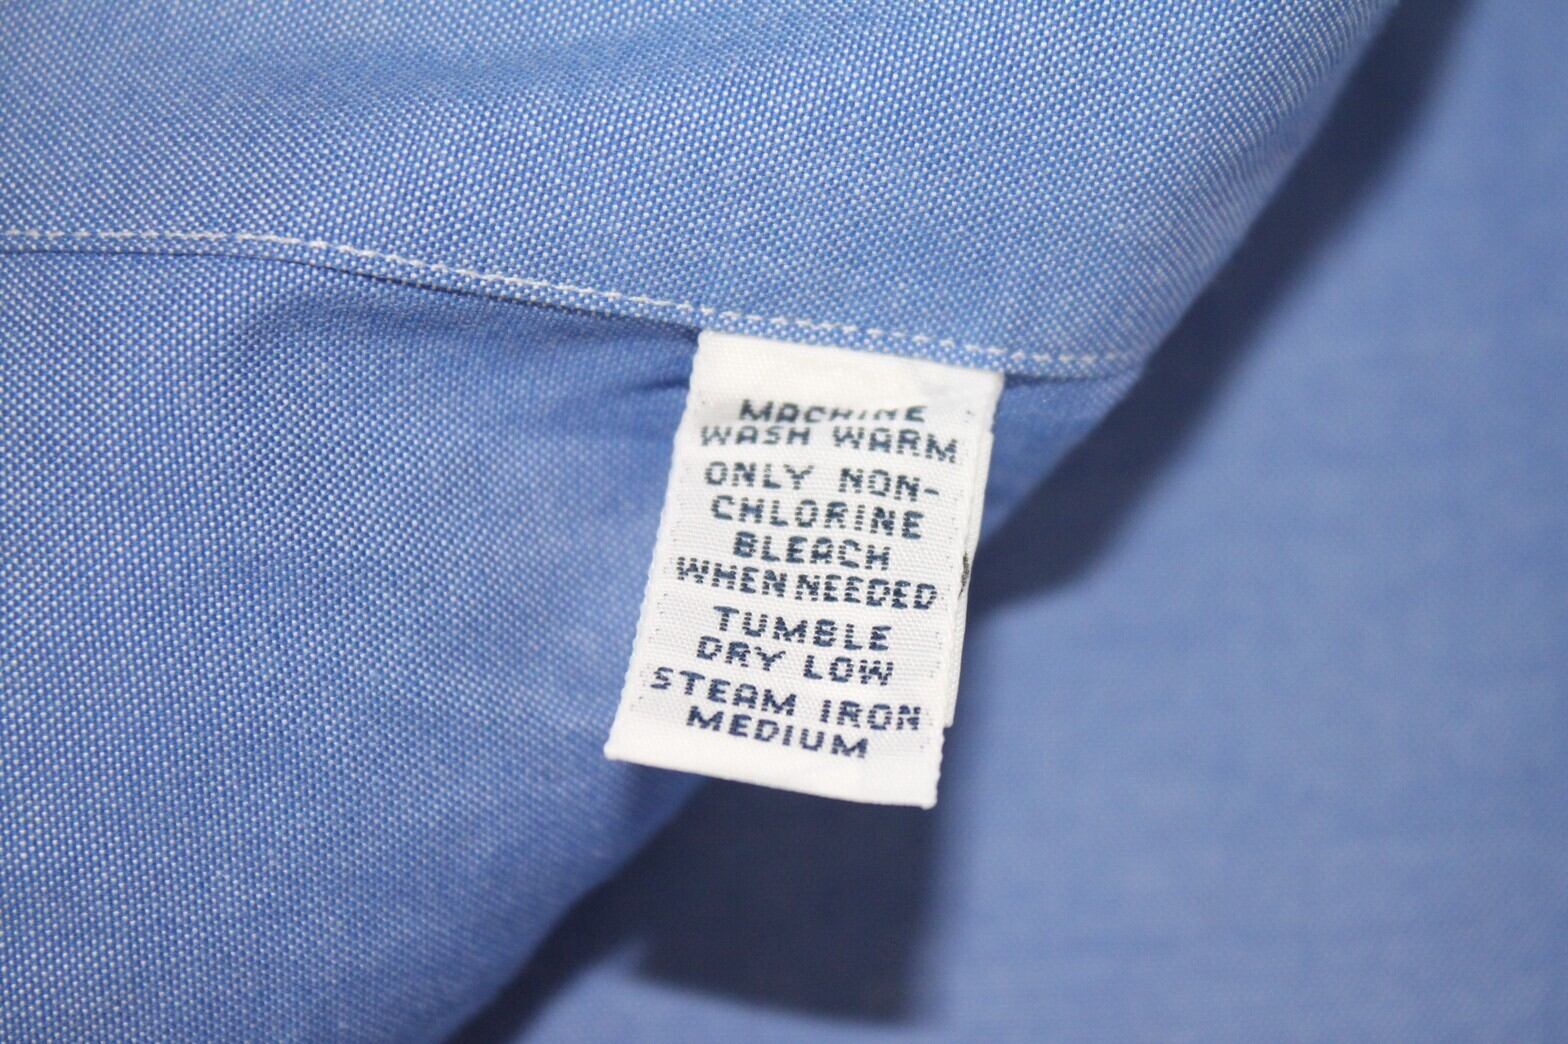 MACHINE
WASH WARM
ONLY NON-
CHLORINE
BLEACH
WHEN NEEDED
TUMBLE
DRY LOW
STEAM IRON
MEDIUM